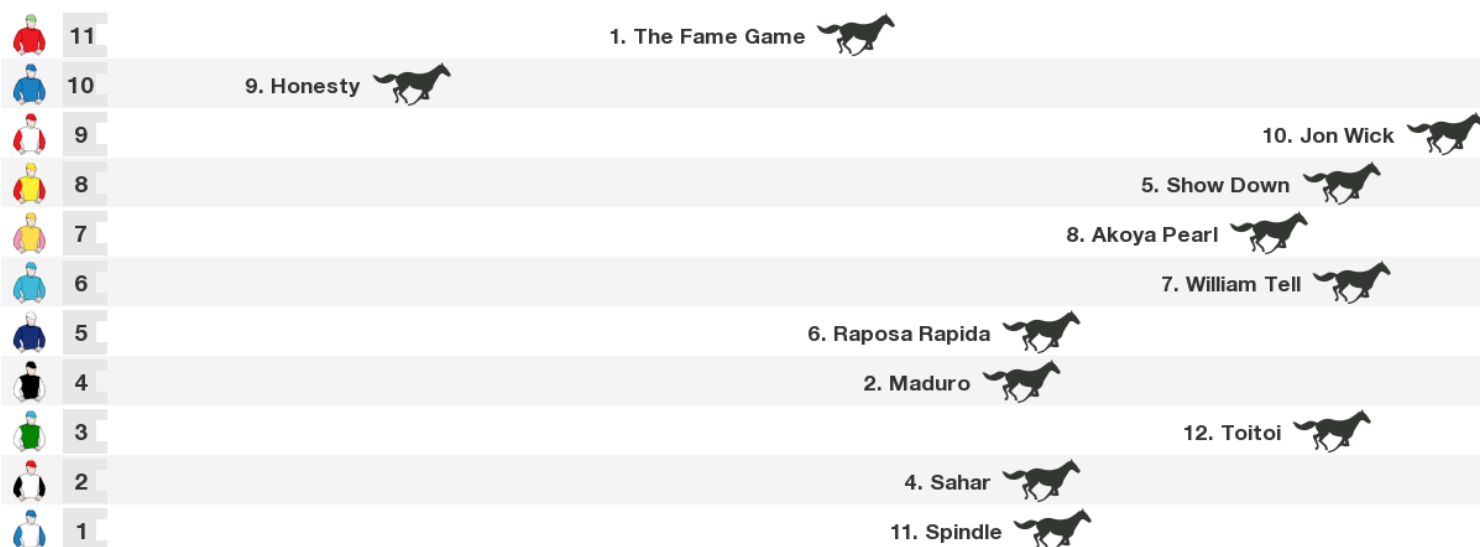 11 1. The Fame Game
10 9. Honesty
9 10. Jon Wick
8 5. Show Down
7 8. Akoya Pearl
6 7. William Tell
5 6. Raposa Rapida
4 2. Maduro
3 12. Toitoi
2 4. Sahar
1 11. Spindle